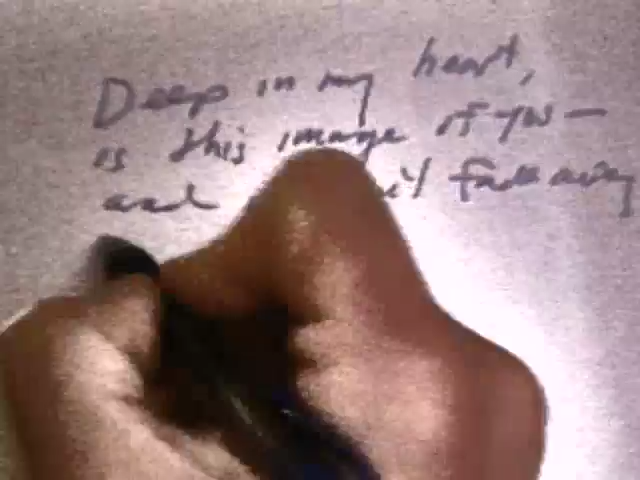 Deep in my heart,
is this image of you —
and fade away